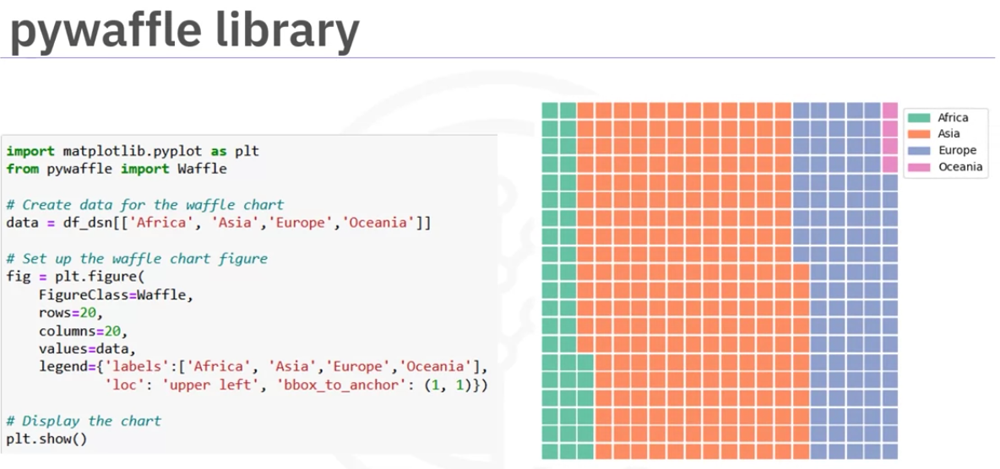 pywaffle library
import matplotlib.pyplot as plt
from pywaffle import Waffle
# Create data for the waffle chart
data = df_dsn[['Africa', 'Asia','Europe','Oceania']]
# Set up the waffle chart figure
fig = plt.figure(
    FigureClass=Waffle,
    rows=20,
    columns=20,
    values=data,
    legend={'labels':['Africa', 'Asia','Europe','Oceania'],
            'loc': 'upper left', 'bbox_to_anchor': (1, 1)})
# Display the chart
plt.show()
Africa
Asia
Europe
Oceania